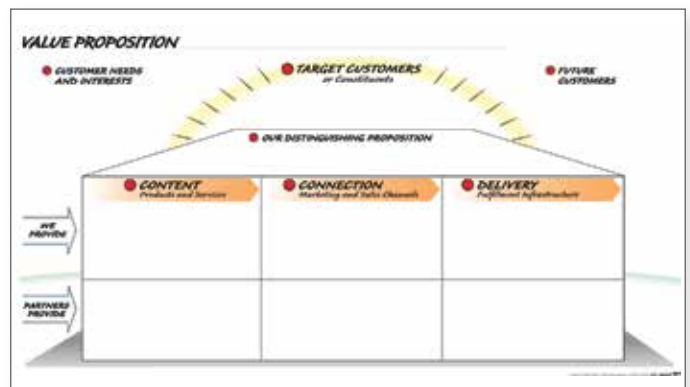 VALUE PROPOSITION
CUSTOMER NEEDS
AND INTERESTS
TARGET CUSTOMERS
or Constituents
FUTURE
CUSTOMERS
OUR DISTINGUISHING PROPOSITION
CONTENT
Products and Services
CONNECTION
Marketing and Sales Channels
DELIVERY
Fulfillment Infrastructure
WE
PROVIDE
PARTNERS
PROVIDE